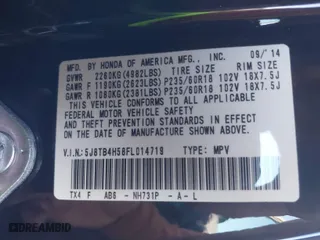 MFD. BY HONDA OF AMERICA MFG., INC. 09/14
GVWR 2260KG(4982LBS) TIRE SIZE RIM SIZE
GAWR F 1190KG(2623LBS) P235/60R18 102V 18X7.5J
GAWR R 1080KG(2381LBS) P235/60R18 102V 18X7.5J
THIS VEHICLE CONFORMS TO ALL APPLICABLE
FEDERAL MOTOR VEHICLE SAFETY AND THEFT
PREVENTION STANDARDS IN EFFECT ON THE DATE
OF MANUFACTURE SHOWN ABOVE.
V.I.N.:5J8TB4H58FL014719 TYPE: MPV
TX4 F AB6 - NH731P - A - L
© DREAMBID